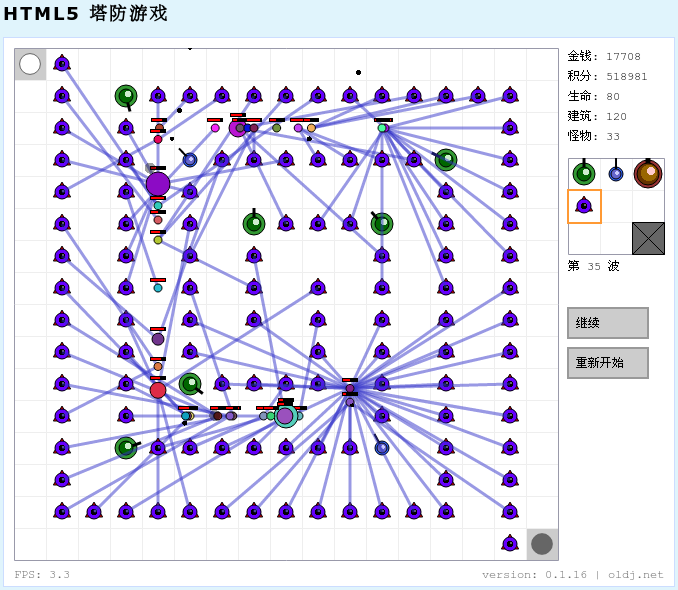 HTML5 塔防游戏
金钱: 17708
积分: 518981
生命: 80
建筑: 120
怪物: 33
第 35 波
继续
重新开始
FPS: 3.3
version: 0.1.16 | oldj.net